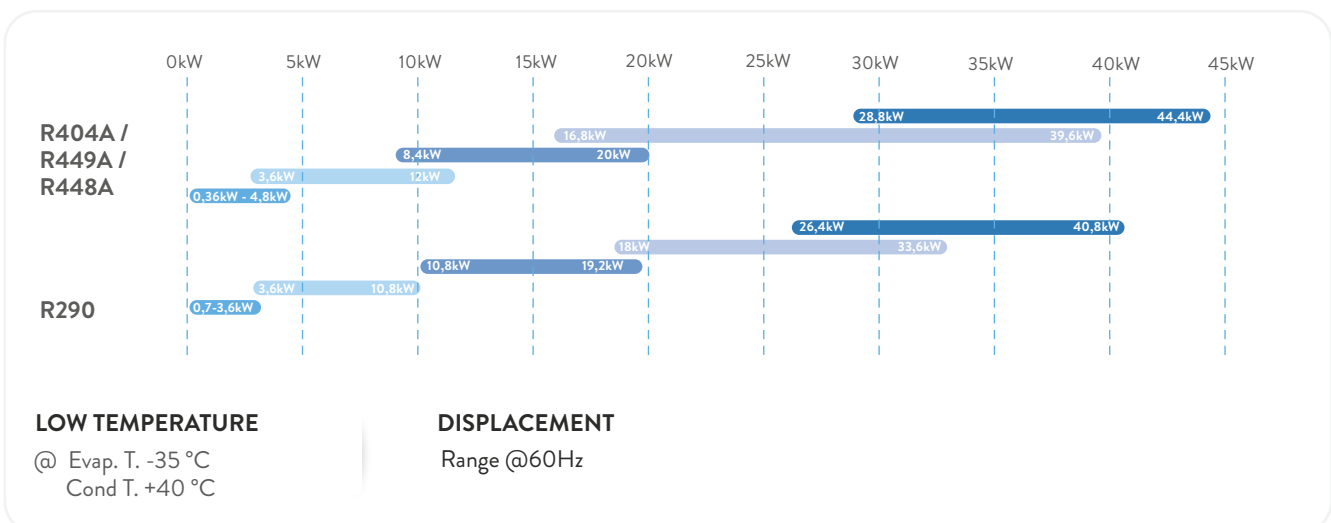 0kW 5kW 10kW 15kW 20kW 25kW 30kW 35kW 40kW 45kW
R404A /
R449A /
R448A
28,8kW 44,4kW
16,8kW 39,6kW
8,4kW 20kW
3,6kW 12kW
0,36kW - 4,8kW
R290
26,4kW 40,8kW
18kW 33,6kW
10,8kW 19,2kW
3,6kW 10,8kW
0,7-3,6kW
LOW TEMPERATURE
@ Evap. T. -35 °C
Cond T. +40 °C
DISPLACEMENT
Range @60Hz